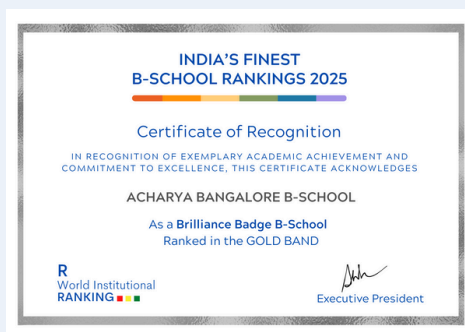 INDIA'S FINEST
B-SCHOOL RANKINGS 2025
Certificate of Recognition
IN RECOGNITION OF EXEMPLARY ACADEMIC ACHIEVEMENT AND
COMMITMENT TO EXCELLENCE, THIS CERTIFICATE ACKNOWLEDGES
ACHARYA BANGALORE B-SCHOOL
As a Brilliance Badge B-School
Ranked in the GOLD BAND
R
World Institutional
RANKING
Executive President